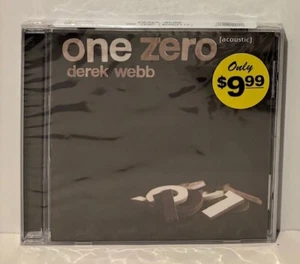 one zero
[acoustic]
derek webb
Only
$9.99